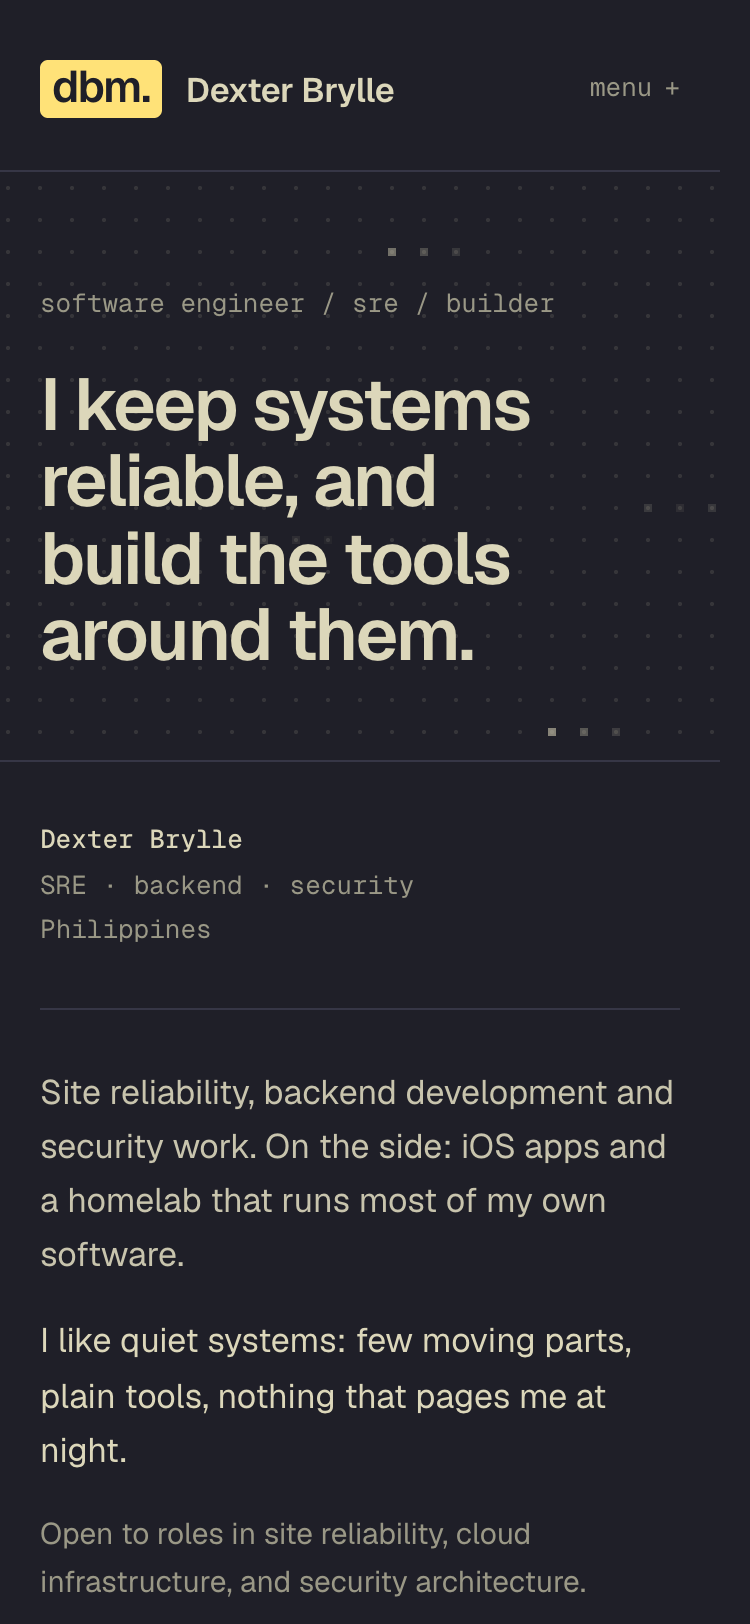 dbm. Dexter Brylle menu +
software engineer / sre / builder
I keep systems
reliable, and
build the tools
around them.
Dexter Brylle
SRE · backend · security
Philippines
Site reliability, backend development and
security work. On the side: iOS apps and
a homelab that runs most of my own
software.
I like quiet systems: few moving parts,
plain tools, nothing that pages me at
night.
Open to roles in site reliability, cloud
infrastructure, and security architecture.